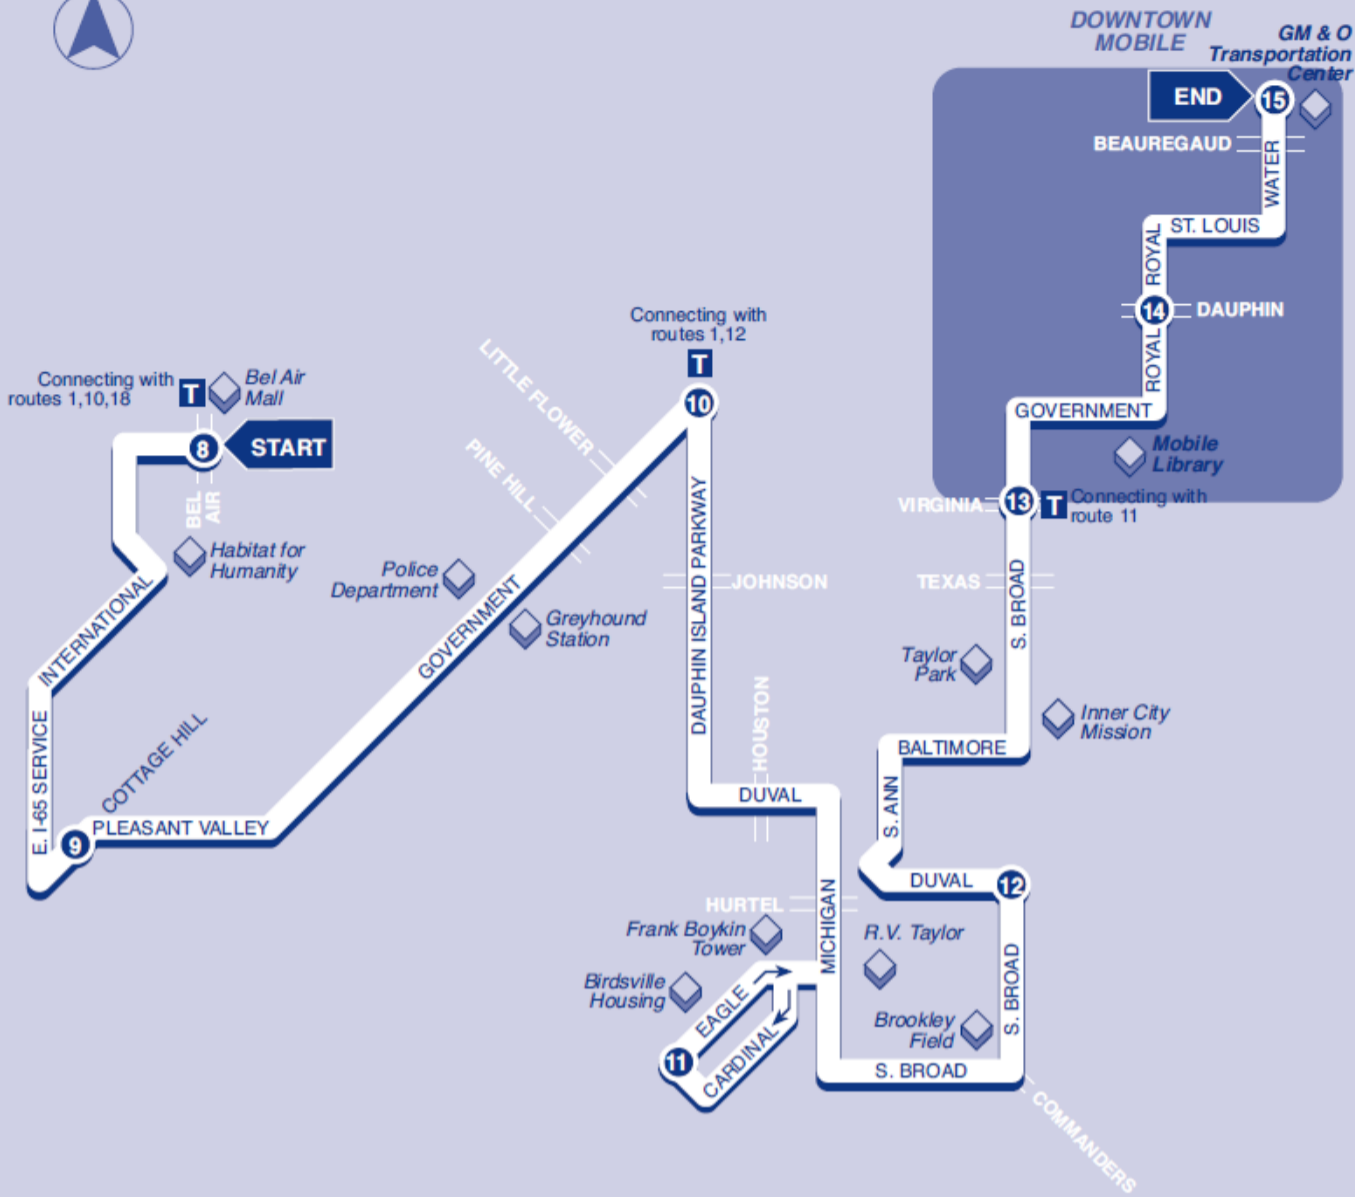 DOWNTOWN
MOBILE
GM & O
Transportation
Center
END
15
BEAUREGAUD
WATER
ST. LOUIS
ROYAL
14
DAUPHIN
ROYAL
GOVERNMENT
Mobile
Library
VIRGINIA
13
T
Connecting with
route 11
Connecting with
routes 1,12
T
10
LITTLE FLOWER
PINE HILL
Connecting with
routes 1,10,18
T
Bel Air
Mall
8
START
BEL
AIR
Habitat for
Humanity
INTERNATIONAL
E. I-65 SERVICE
COTTAGE HILL
9
PLEASANT VALLEY
GOVERNMENT
Police
Department
Greyhound
Station
DAUPHIN ISLAND PARKWAY
JOHNSON
HOUSTON
DUVAL
TEXAS
S. BROAD
Taylor
Park
Inner City
Mission
BALTIMORE
S. ANN
DUVAL
12
HURTEL
MICHIGAN
Frank Boykin
Tower
R.V. Taylor
Birdsville
Housing
EAGLE
11
CARDINAL
Brookley
Field
S. BROAD
S. BROAD
COMMANDERS